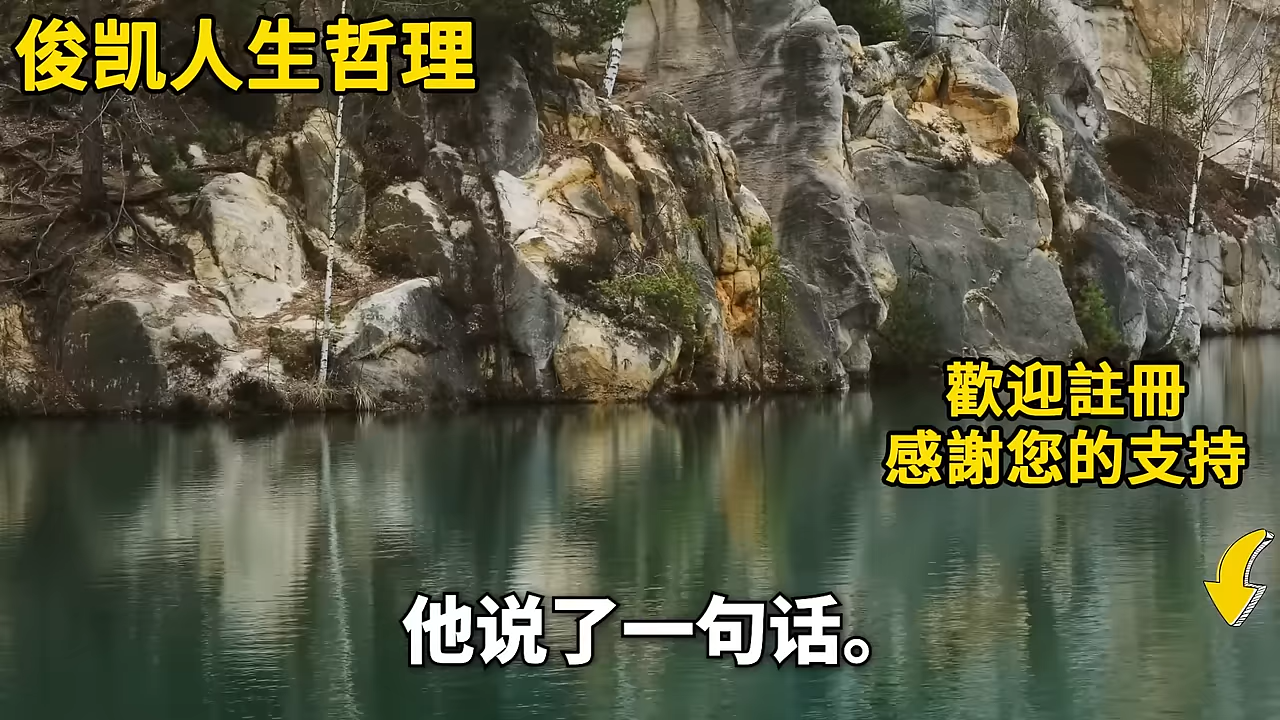 俊凯人生哲理
歡迎註冊
感謝您的支持
他说了一句话。